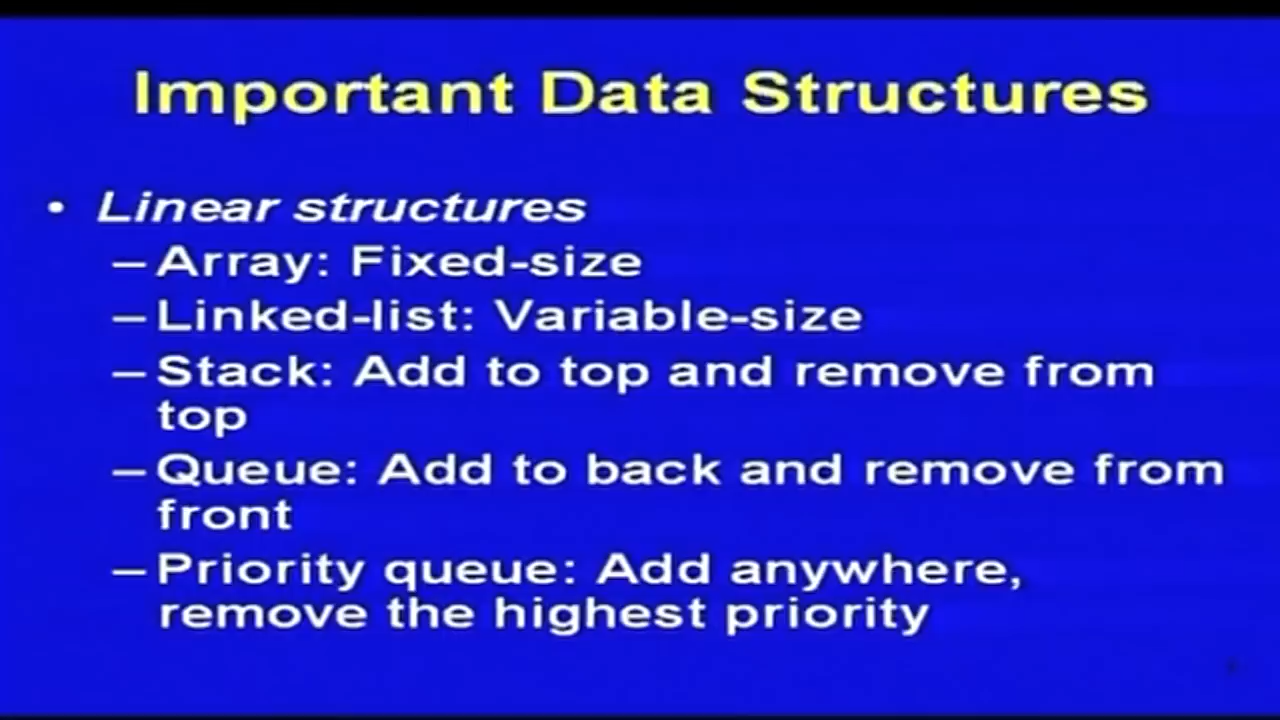 Important Data Structures
• Linear structures
– Array: Fixed-size
– Linked-list: Variable-size
– Stack: Add to top and remove from
top
– Queue: Add to back and remove from
front
– Priority queue: Add anywhere,
remove the highest priority